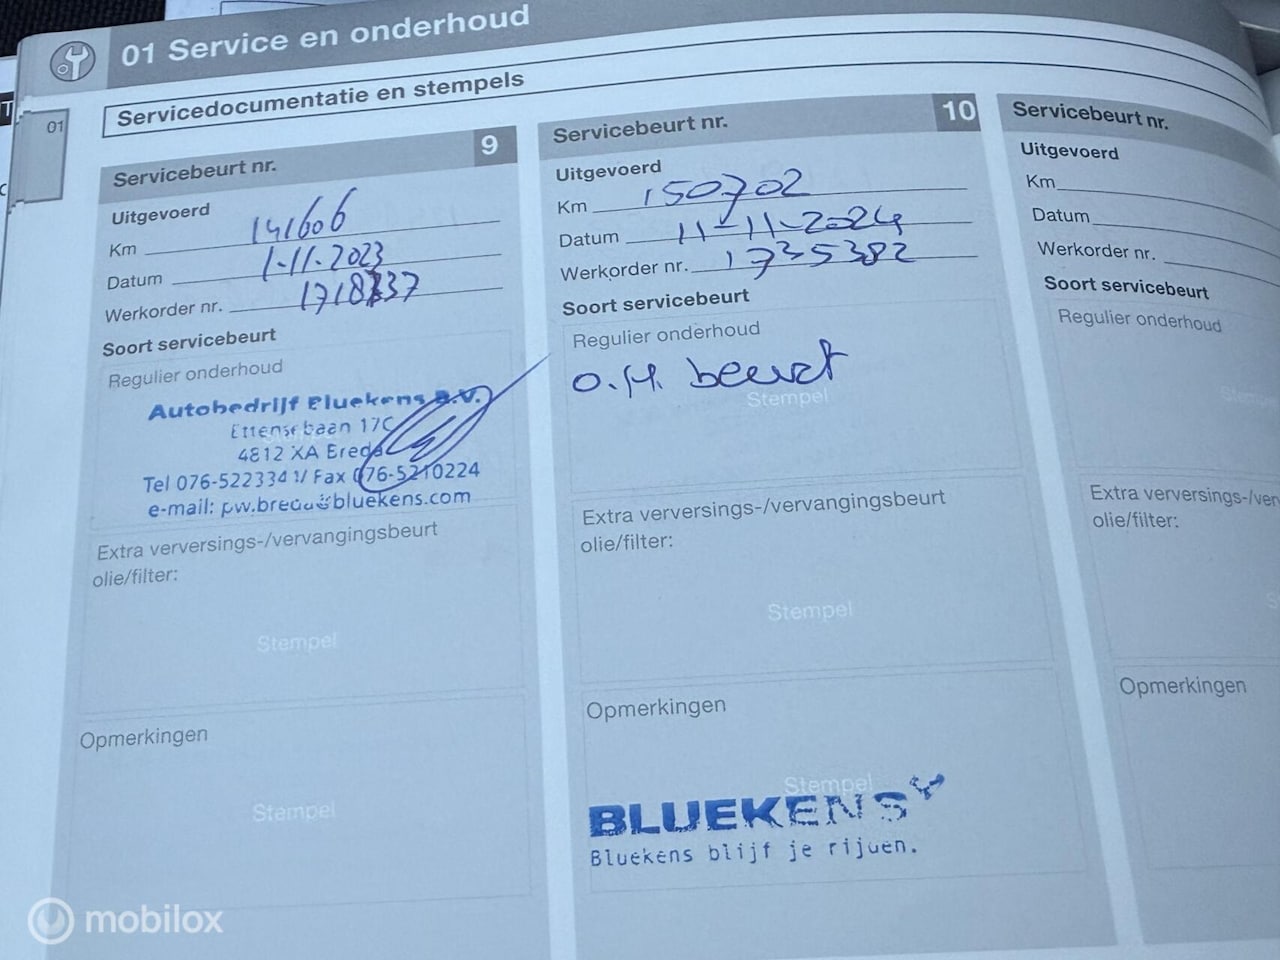 01 Service en onderhoud
Servicedocumentatie en stempels
01
Servicebeurt nr. 9
Uitgevoerd
Km 141606
Datum 1-11-2023
Werkorder nr.
Soort servicebeurt
Regulier onderhoud
Autobedrijf Bluekens B.V.
Ettensebaan 17C
4812 XA Breda
Tel 076-5223341/ Fax 076-5210224
e-mail: pw.breda@bluekens.com
Extra verversings-/vervangingsbeurt
olie/filter:
Stempel
Opmerkingen
Stempel
Servicebeurt nr. 10
Uitgevoerd
Km 150702
Datum 11-11-2024
Werkorder nr. 1735382
Soort servicebeurt
Regulier onderhoud
o.H. beurt
Stempel
Extra verversings-/vervangingsbeurt
olie/filter:
Stempel
Opmerkingen
Stempel
BLUEKENS
Bluekens blijf je rijden.
Servicebeurt nr.
Uitgevoerd
Km
Datum
Werkorder nr.
Soort servicebeurt
Regulier onderhoud
Extra verversings-/ver
olie/filter:
Opmerkingen
mobilox